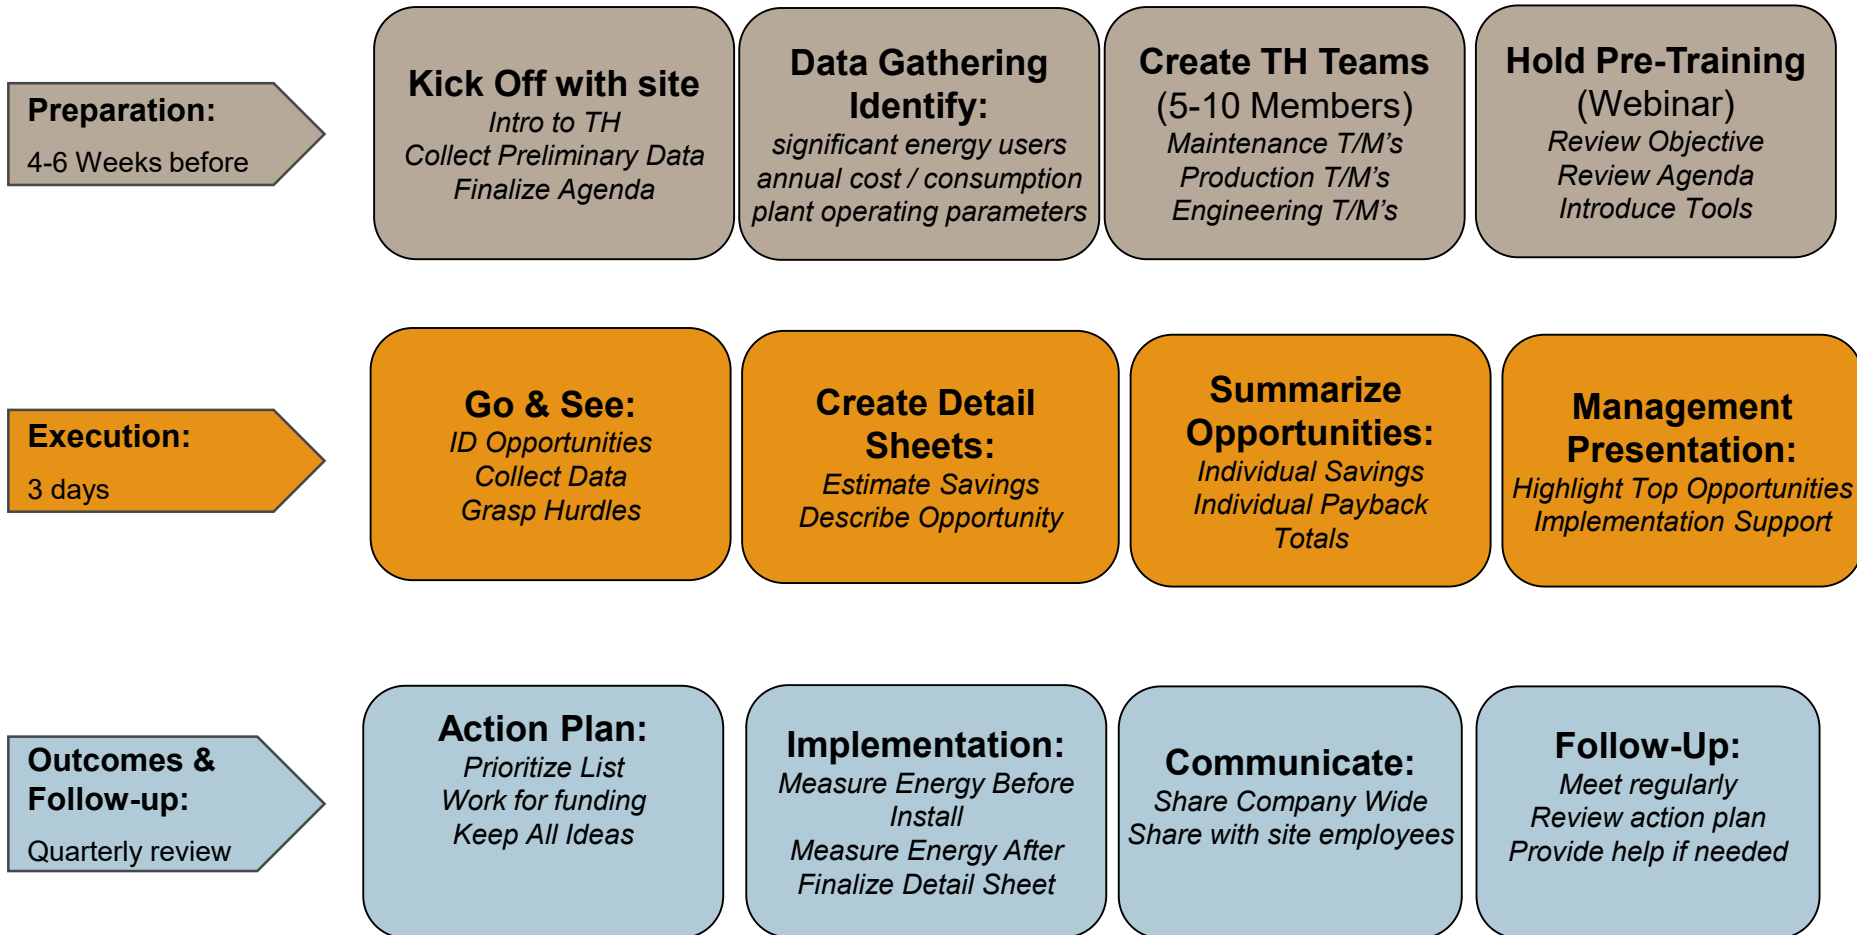 Preparation:
4-6 Weeks before
Kick Off with site
Intro to TH
Collect Preliminary Data
Finalize Agenda
Data Gathering
Identify:
significant energy users
annual cost / consumption
plant operating parameters
Create TH Teams
(5-10 Members)
Maintenance T/M’s
Production T/M’s
Engineering T/M’s
Hold Pre-Training
(Webinar)
Review Objective
Review Agenda
Introduce Tools
Execution:
3 days
Go & See:
ID Opportunities
Collect Data
Grasp Hurdles
Create Detail
Sheets:
Estimate Savings
Describe Opportunity
Summarize
Opportunities:
Individual Savings
Individual Payback
Totals
Management
Presentation:
Highlight Top Opportunities
Implementation Support
Outcomes &
Follow-up:
Quarterly review
Action Plan:
Prioritize List
Work for funding
Keep All Ideas
Implementation:
Measure Energy Before
Install
Measure Energy After
Finalize Detail Sheet
Communicate:
Share Company Wide
Share with site employees
Follow-Up:
Meet regularly
Review action plan
Provide help if needed